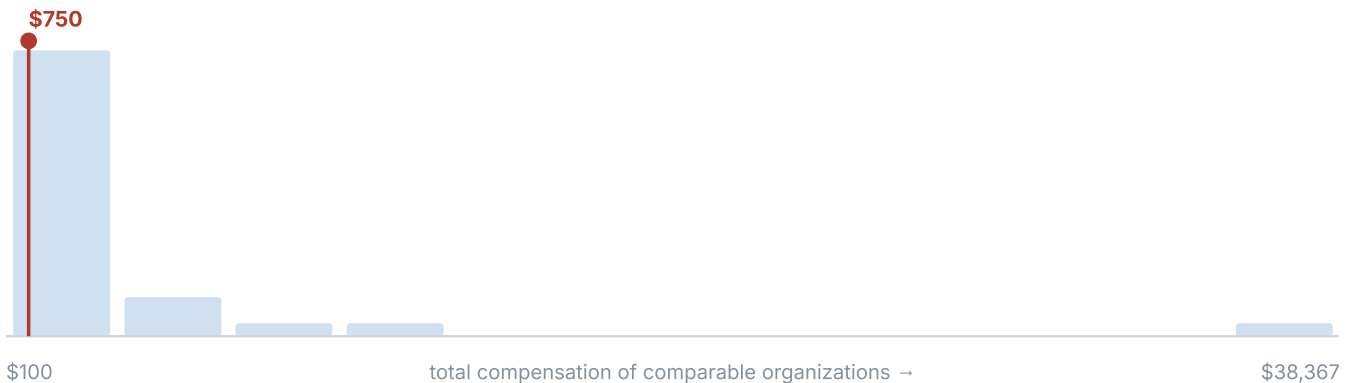 $750
$100 total compensation of comparable organizations → $38,367